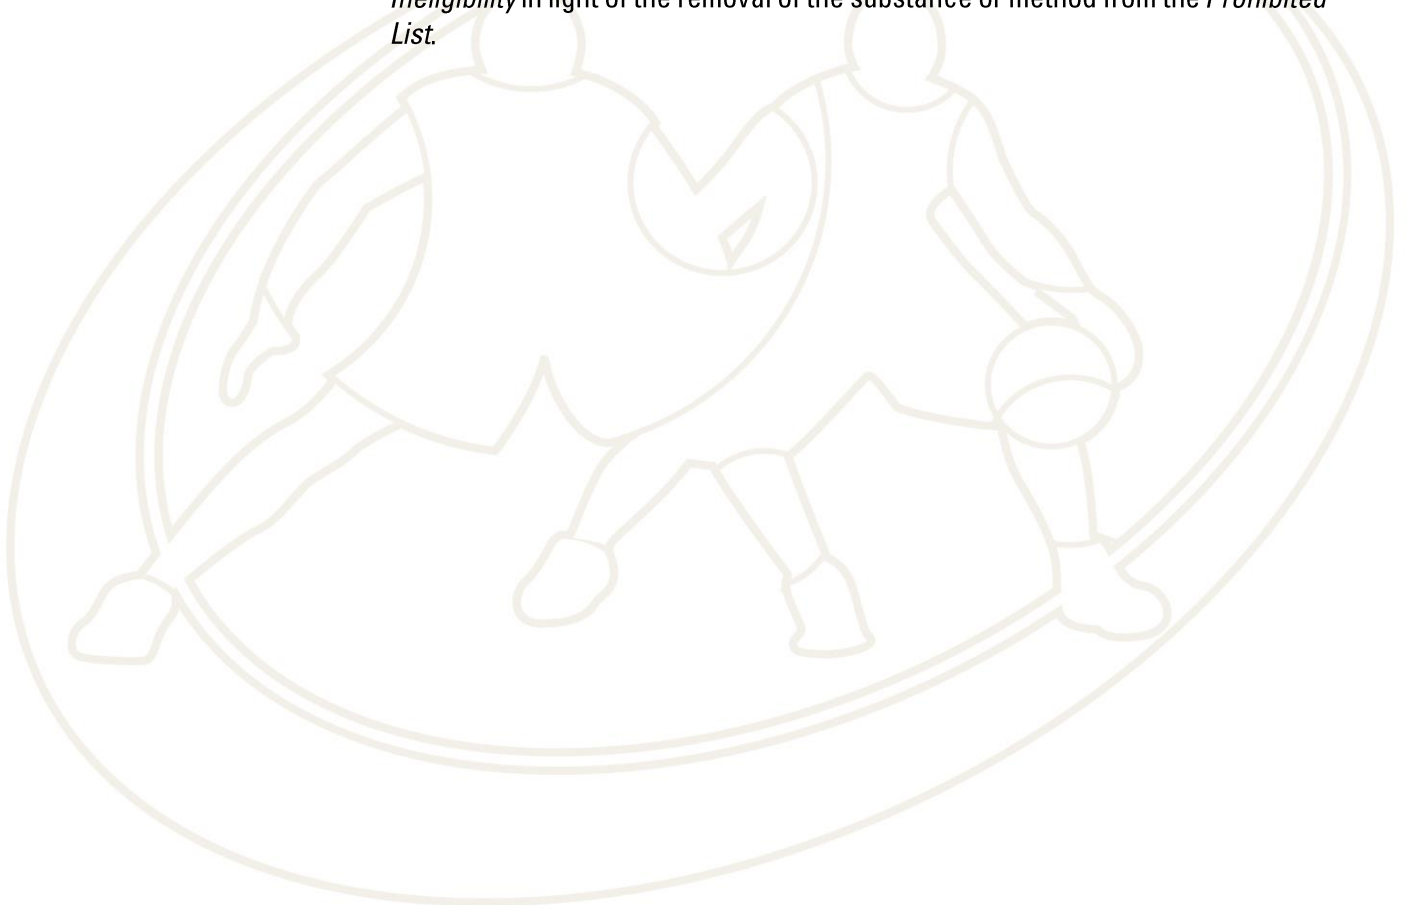 Ineligibility in light of the removal of the substance or method from the Prohibited
List.